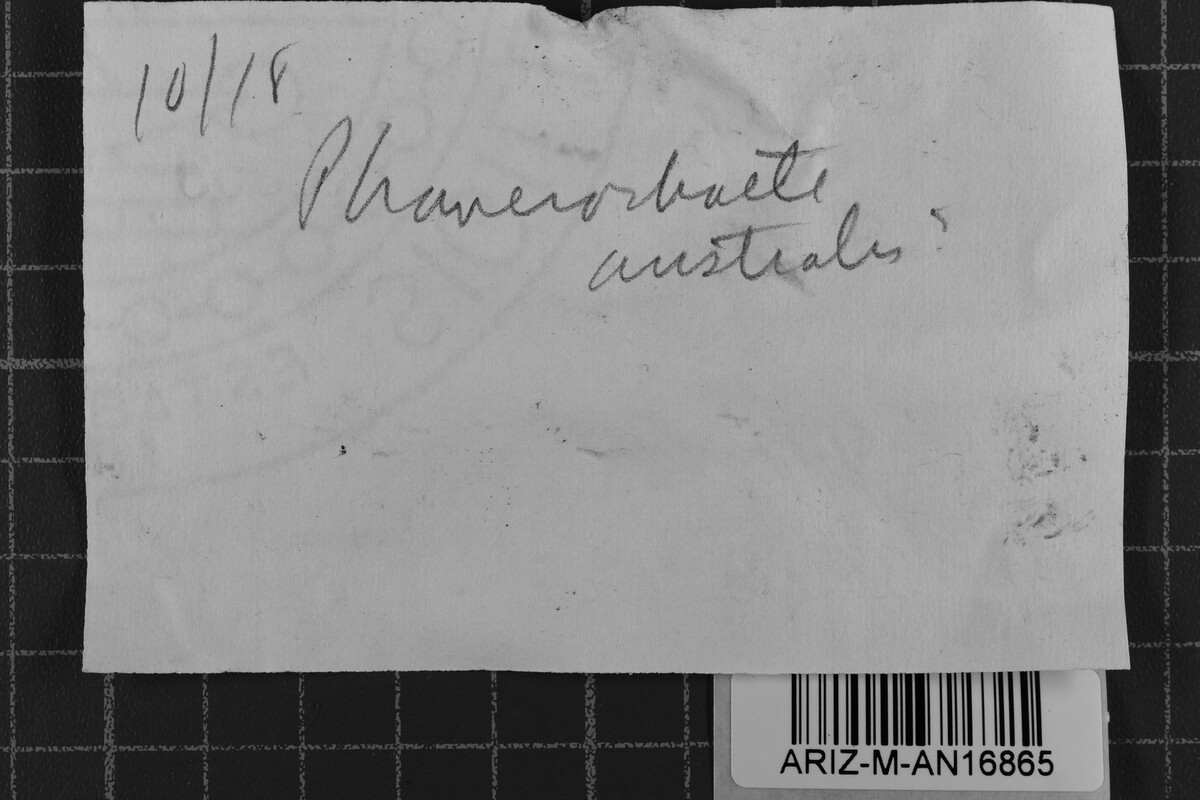 10/18
Phanerochaete
australis?
ARIZ-M-AN16865